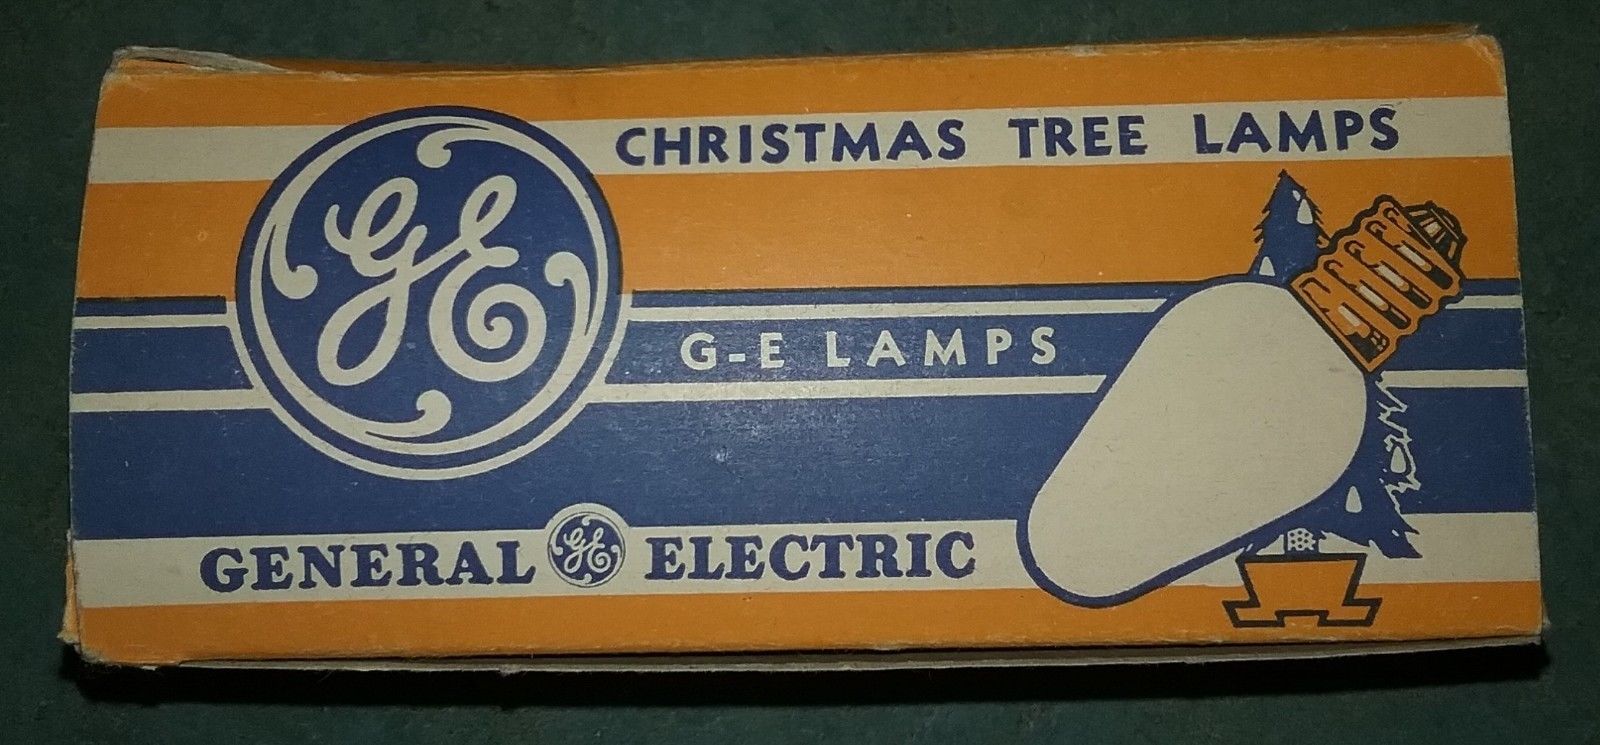 CHRISTMAS TREE LAMPS
GE
G-E LAMPS
GENERAL GE ELECTRIC